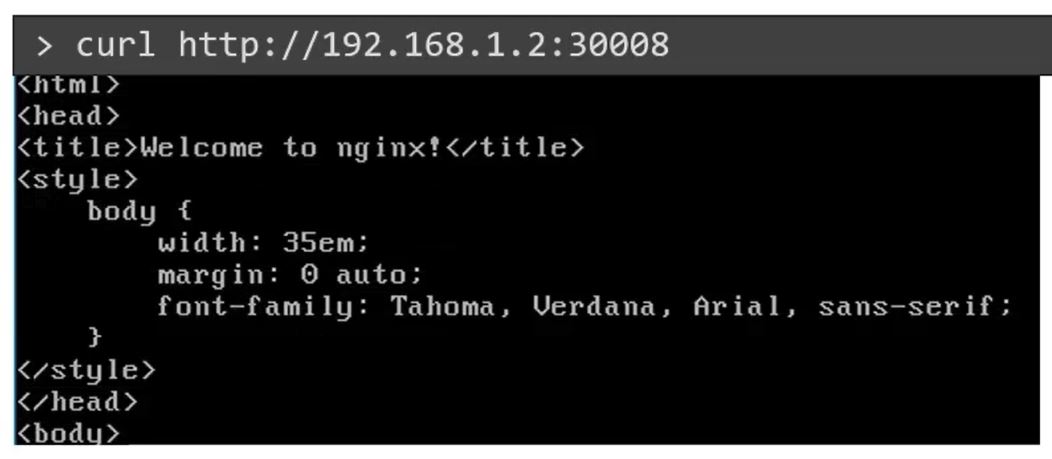 > curl http://192.168.1.2:30008
<html>
<head>
<title>Welcome to nginx!</title>
<style>
    body {
        width: 35em;
        margin: 0 auto;
        font-family: Tahoma, Verdana, Arial, sans-serif;
    }
</style>
</head>
<body>